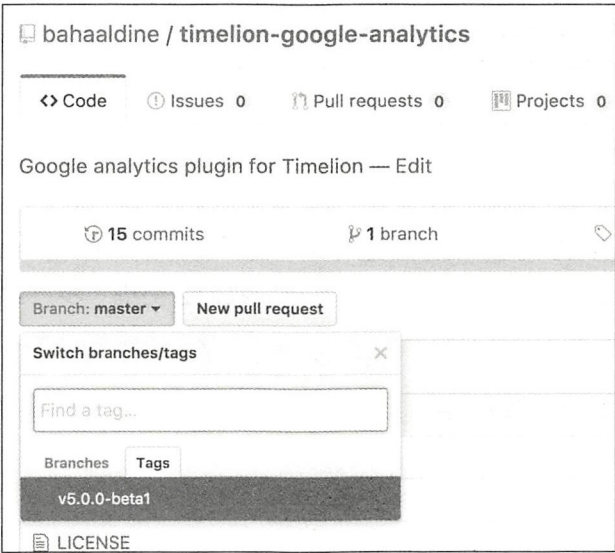 bahaaldine / timelion-google-analytics
<> Code Issues 0 Pull requests 0 Projects 0
Google analytics plugin for Timelion — Edit
15 commits 1 branch
Branch: master New pull request
Switch branches/tags ×
Find a tag...
Branches Tags
v5.0.0-beta1
LICENSE